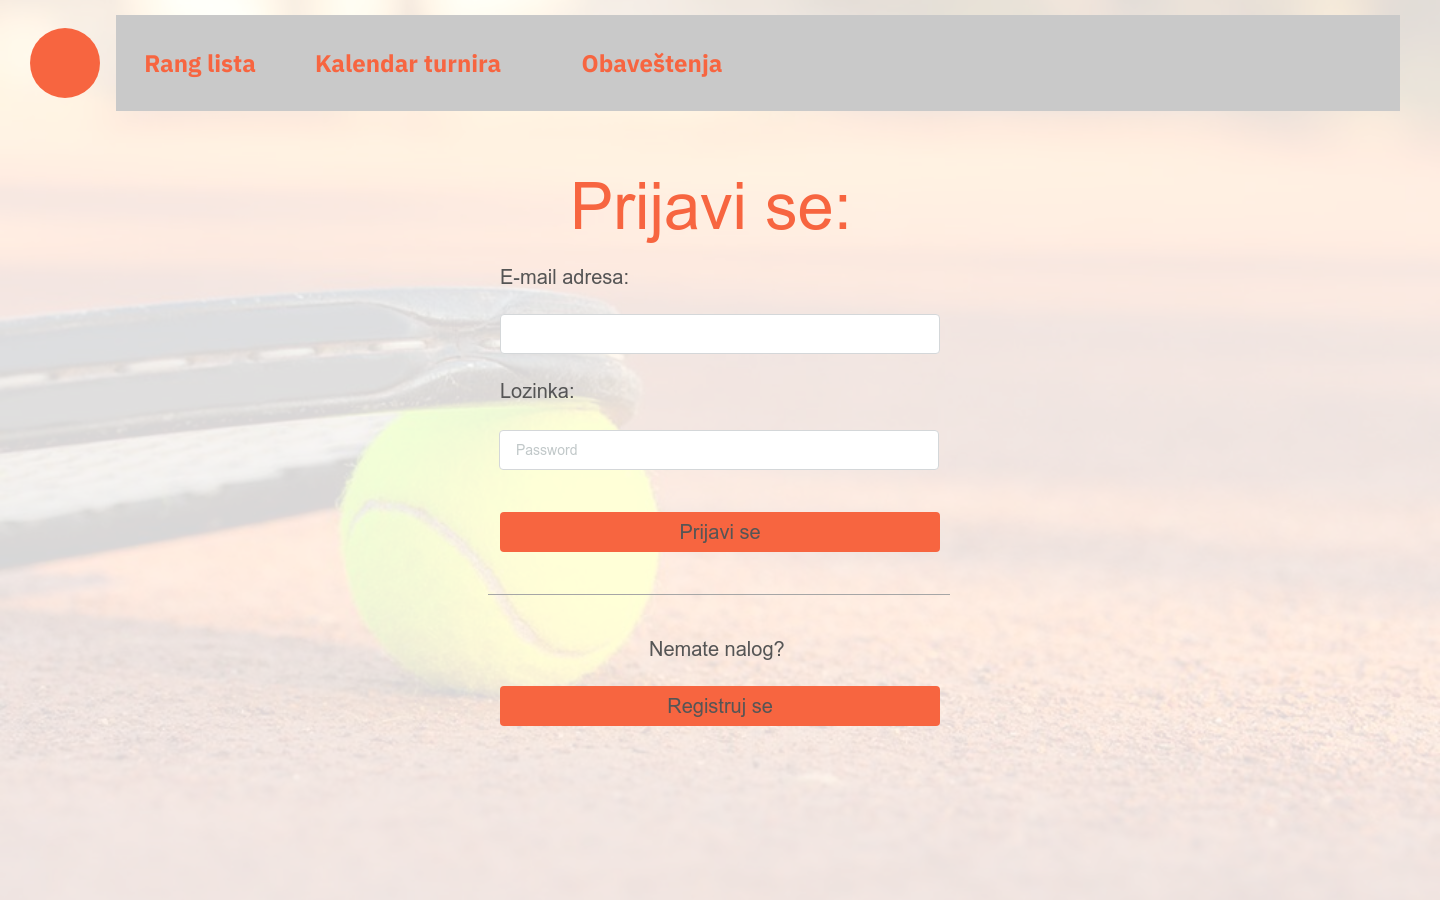 Rang lista Kalendar turnira Obaveštenja
Prijavi se:
E-mail adresa:
Lozinka:
Password
Prijavi se
Nemate nalog?
Registruj se